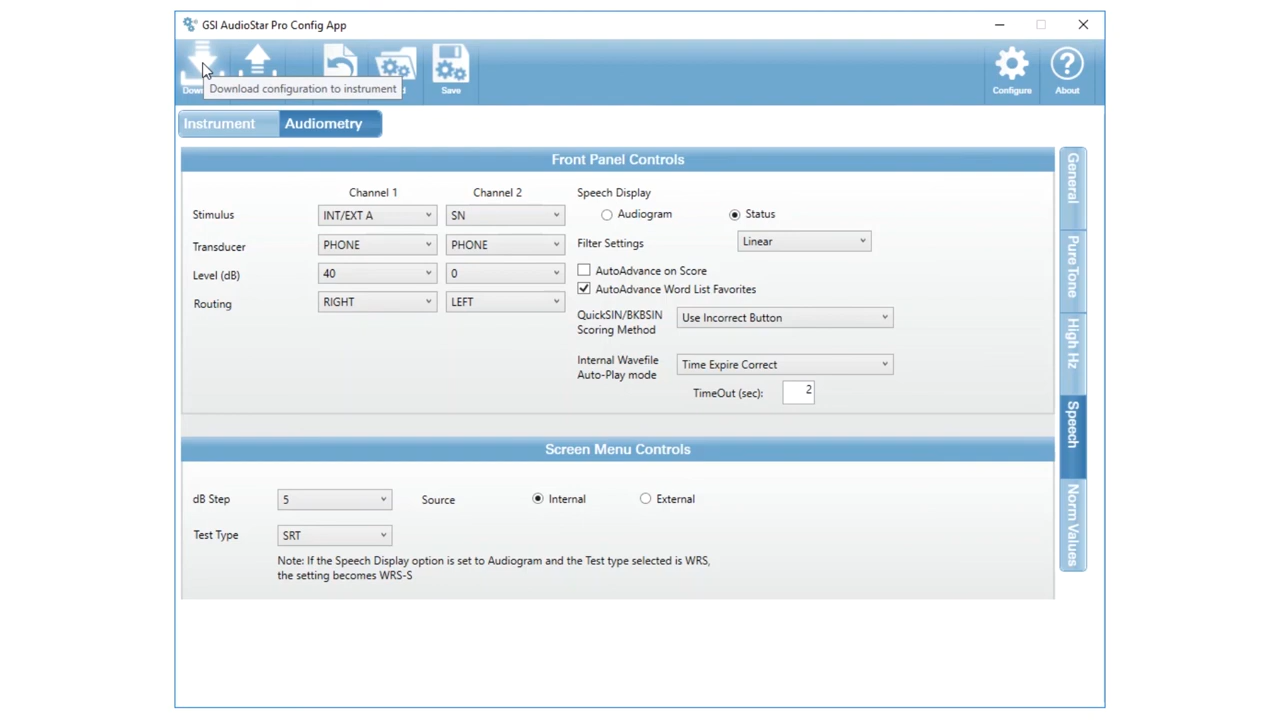 GSI AudioStar Pro Config App
Save
Configure
About
Download configuration to instrument
Instrument
Audiometry
Front Panel Controls
Channel 1
Channel 2
Stimulus
INT/EXT A
SN
Transducer
PHONE
PHONE
Level (dB)
40
0
Routing
RIGHT
LEFT
Speech Display
Audiogram
Status
Filter Settings
Linear
AutoAdvance on Score
AutoAdvance Word List Favorites
QuickSIN/BKBSIN
Scoring Method
Use Incorrect Button
Internal Wavefile
Auto-Play mode
Time Expire Correct
TimeOut (sec):
2
Screen Menu Controls
dB Step
5
Source
Internal
External
Test Type
SRT
Note: If the Speech Display option is set to Audiogram and the Test type selected is WRS,
the setting becomes WRS-S
General
PureTone
High Hz
Speech
Norm Values